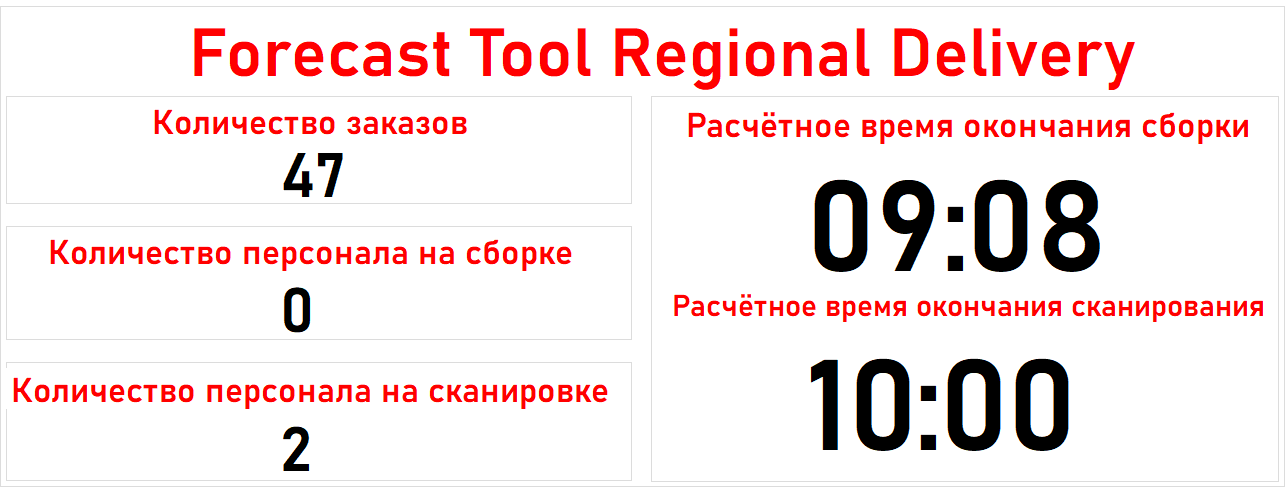 Forecast Tool Regional Delivery
Количество заказов
47
Количество персонала на сборке
0
Количество персонала на сканировке
2
Расчётное время окончания сборки
09:08
Расчётное время окончания сканирования
10:00